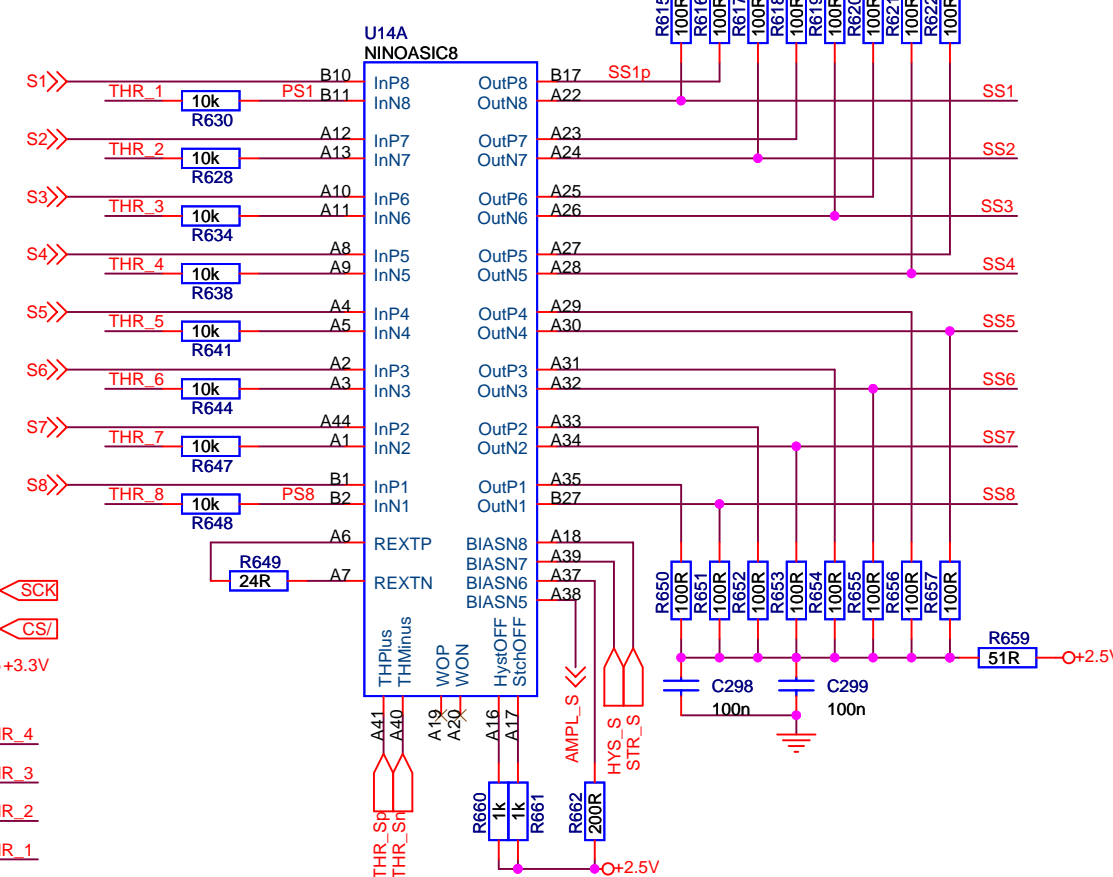 R615 R616 R617 R618 R619 R620 R621 R622
100R 100R 100R 100R 100R 100R 100R 100R
U14A
NINOASIC8
S1 B10 InP8 OutP8 B17 SS1p
THR_1 10k PS1 B11 InN8 OutN8 A22 SS1
R630
S2 A12 InP7 OutP7 A23
THR_2 10k A13 InN7 OutN7 A24 SS2
R628
S3 A10 InP6 OutP6 A25
THR_3 10k A11 InN6 OutN6 A26 SS3
R634
S4 A8 InP5 OutP5 A27
THR_4 10k A9 InN5 OutN5 A28 SS4
R638
S5 A4 InP4 OutP4 A29
THR_5 10k A5 InN4 OutN4 A30 SS5
R641
S6 A2 InP3 OutP3 A31
THR_6 10k A3 InN3 OutN3 A32 SS6
R644
S7 A44 InP2 OutP2 A33
THR_7 10k A1 InN2 OutN2 A34 SS7
R647
S8 B1 InP1 OutP1 A35
THR_8 10k PS8 B2 InN1 OutN1 B27 SS8
R648
A6 REXTP BIASN8 A18
R649 BIASN7 A39
24R A7 REXTN BIASN6 A37
BIASN5 A38
R650 R651 R652 R653 R654 R655 R656 R657
100R 100R 100R 100R 100R 100R 100R 100R
SCK
CS/
+3.3V
THPlus THMinus WOP WON HystOFF StchOFF
R659
51R +2.5V
A41 A40 A19 A20 A16 A17
AMPL_S HYS_S STR_S
C298 C299
100n 100n
R_4
R_3
R_2
R_1
THR_Sp THR_Sn
R660 1k 1k R661 R662 200R
+2.5V